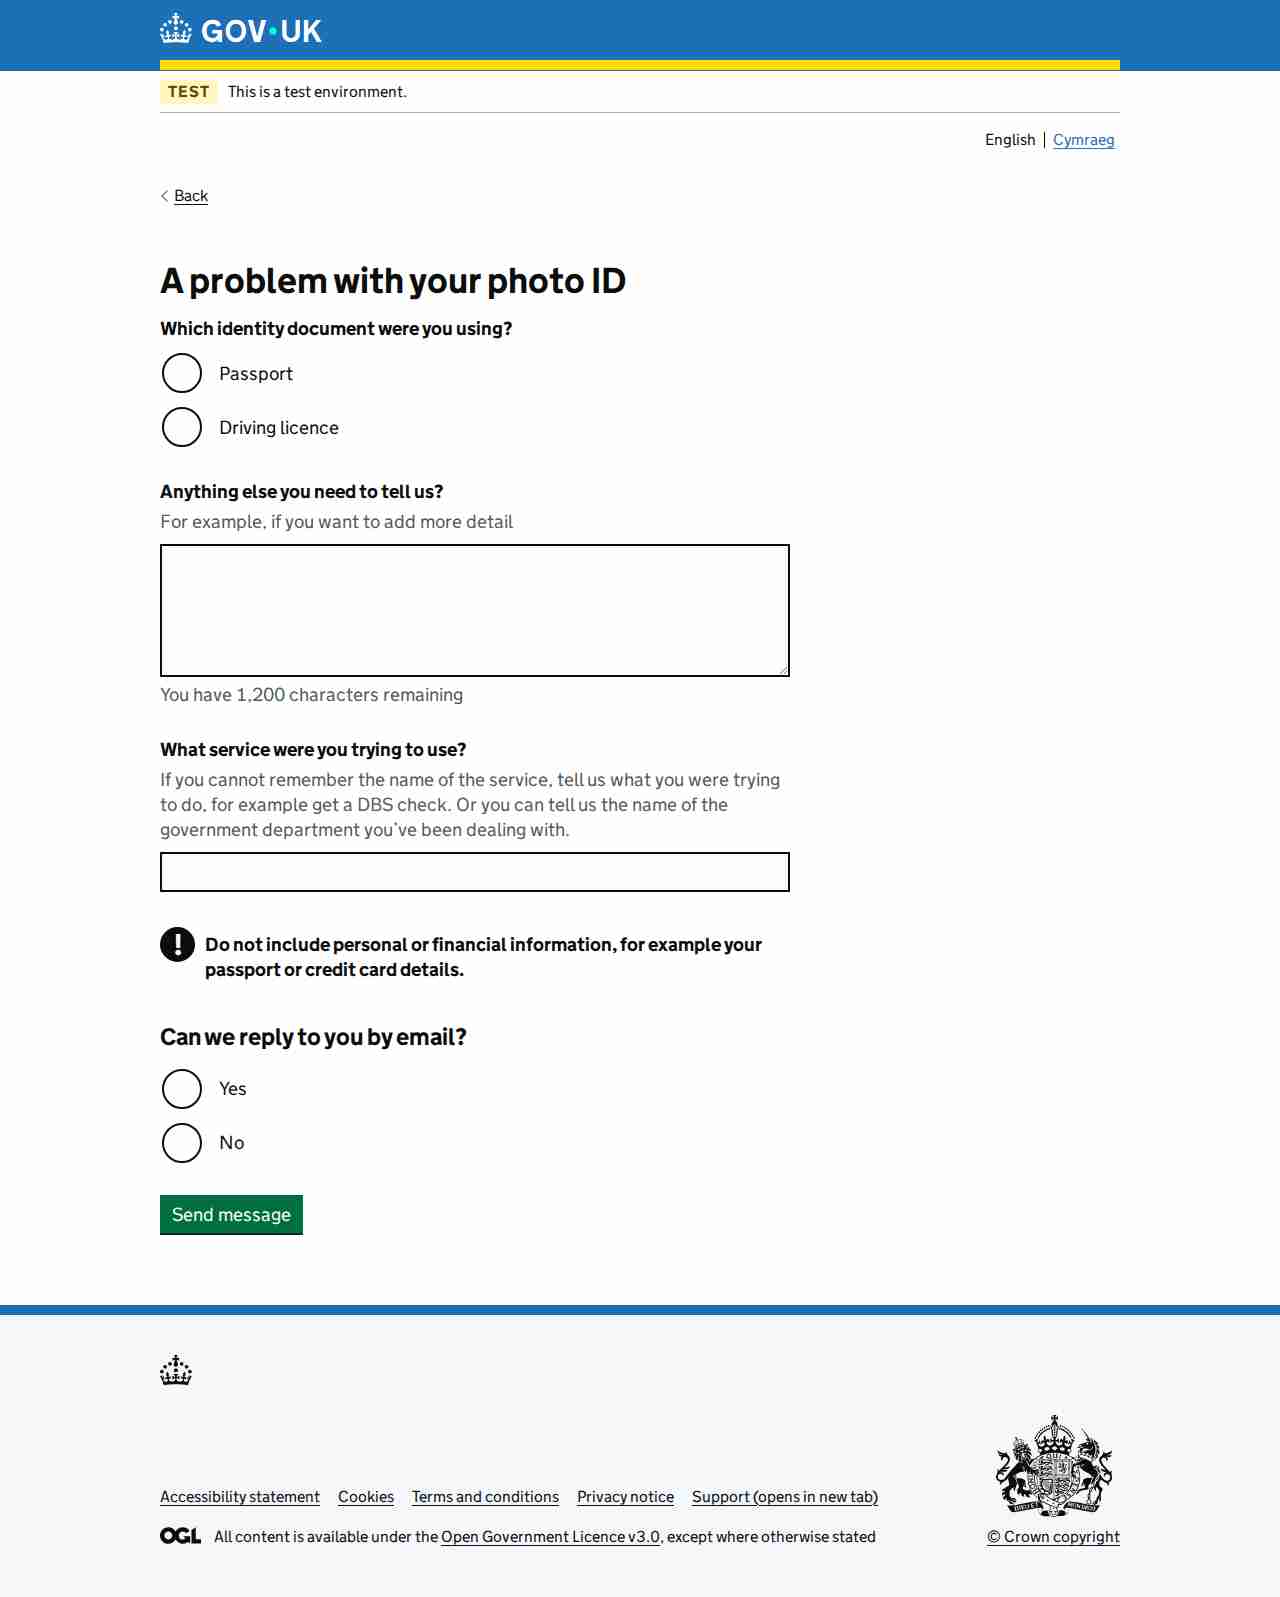 GOV·UK
TEST This is a test environment.
English Cymraeg
Back
A problem with your photo ID
Which identity document were you using?
Passport
Driving licence
Anything else you need to tell us?
For example, if you want to add more detail
You have 1,200 characters remaining
What service were you trying to use?
If you cannot remember the name of the service, tell us what you were trying
to do, for example get a DBS check. Or you can tell us the name of the
government department you’ve been dealing with.
! Do not include personal or financial information, for example your
passport or credit card details.
Can we reply to you by email?
Yes
No
Send message
Accessibility statement Cookies Terms and conditions Privacy notice Support (opens in new tab)
OGL All content is available under the Open Government Licence v3.0, except where otherwise stated
© Crown copyright